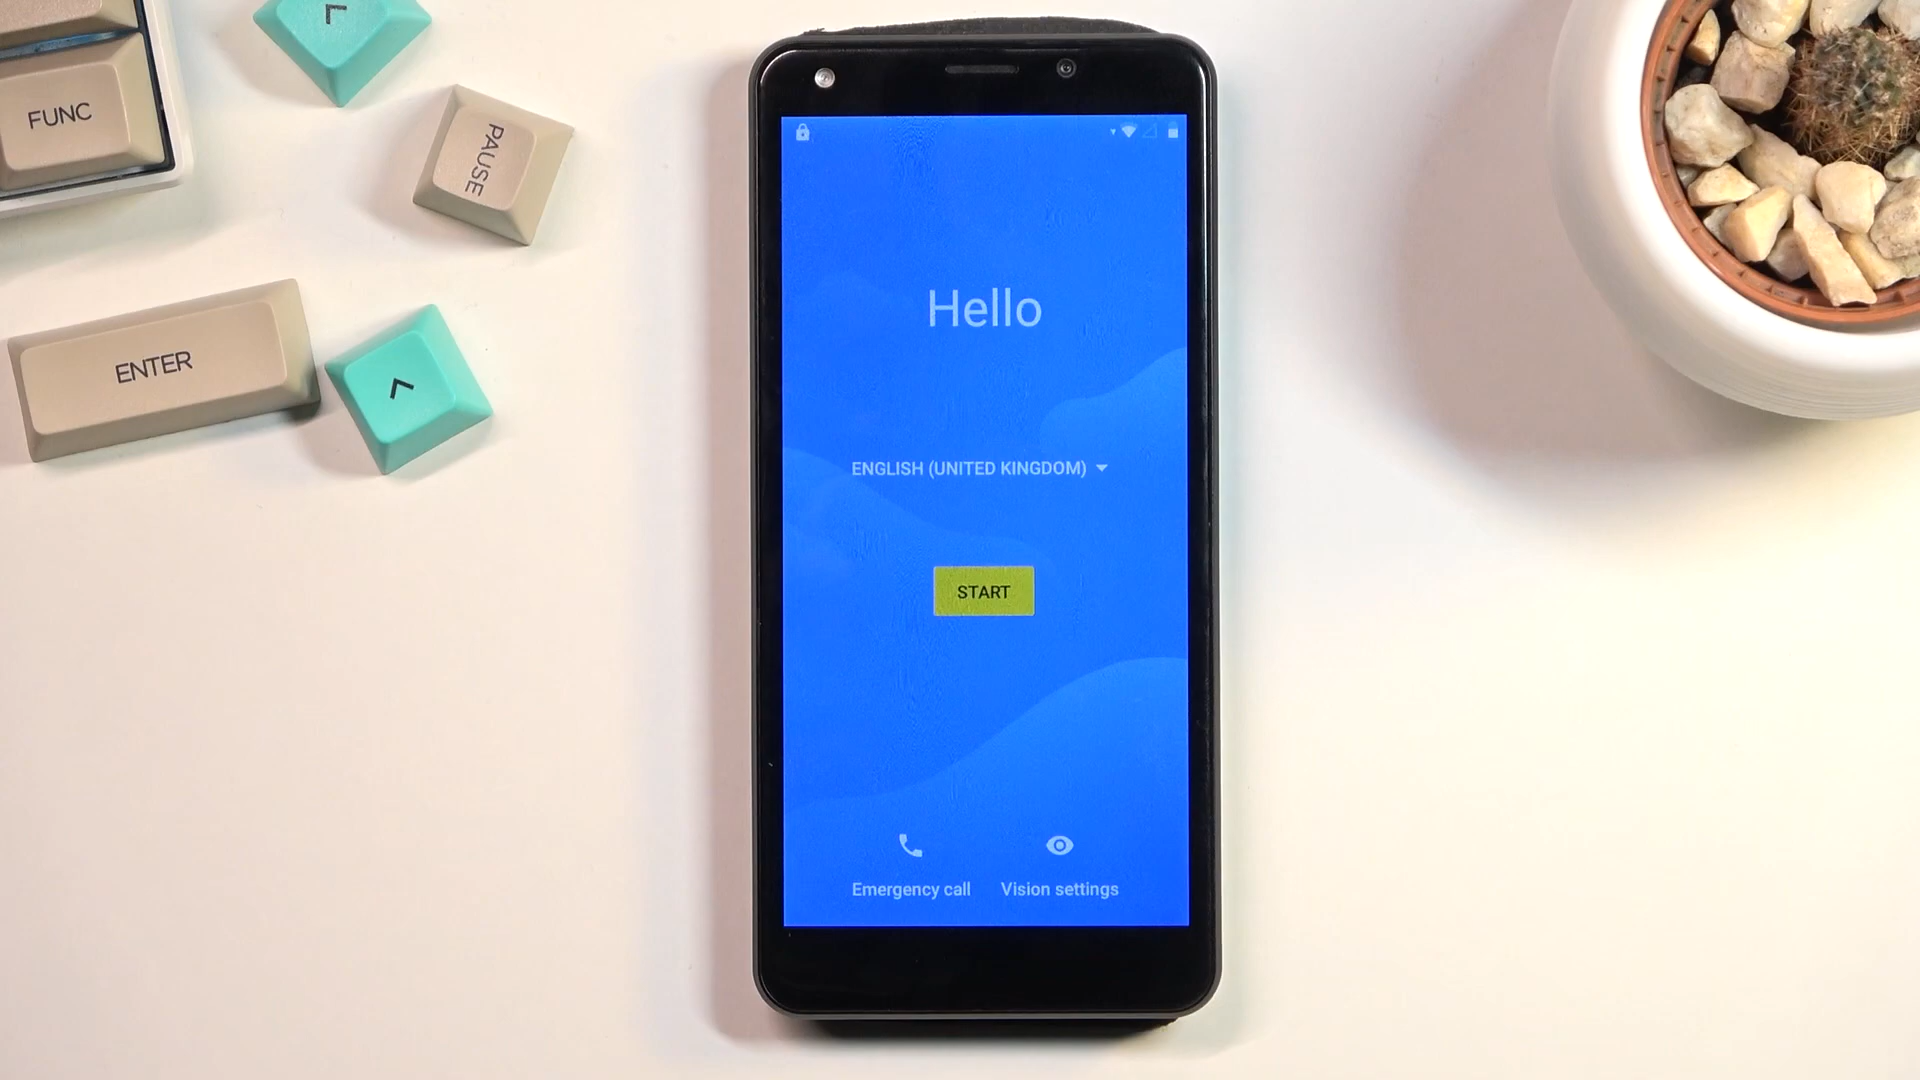 FUNC
PAUSE
ENTER
Hello
ENGLISH (UNITED KINGDOM)
START
Emergency call
Vision settings